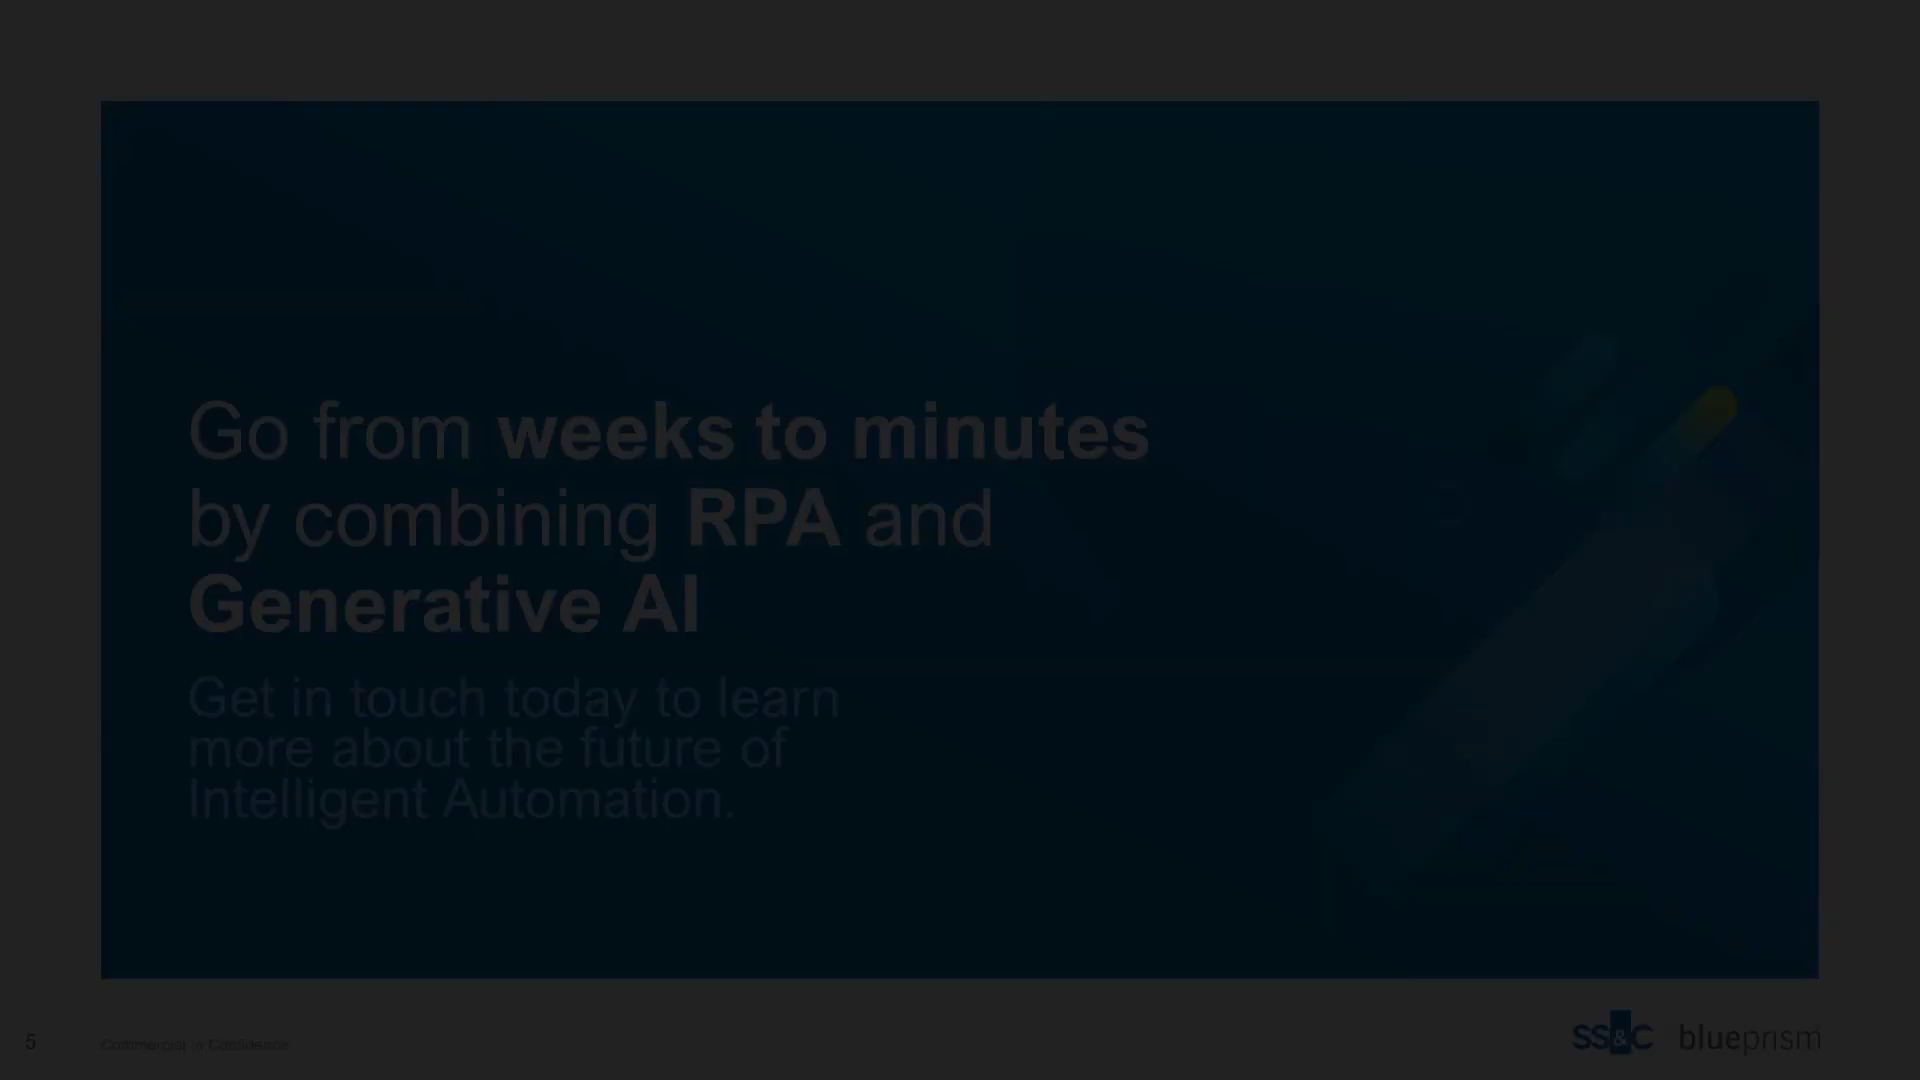 Go from weeks to minutes
by combining RPA and
Generative AI
Get in touch today to learn
more about the future of
Intelligent Automation.
5
Commercial in Confidence
SS&C blueprism